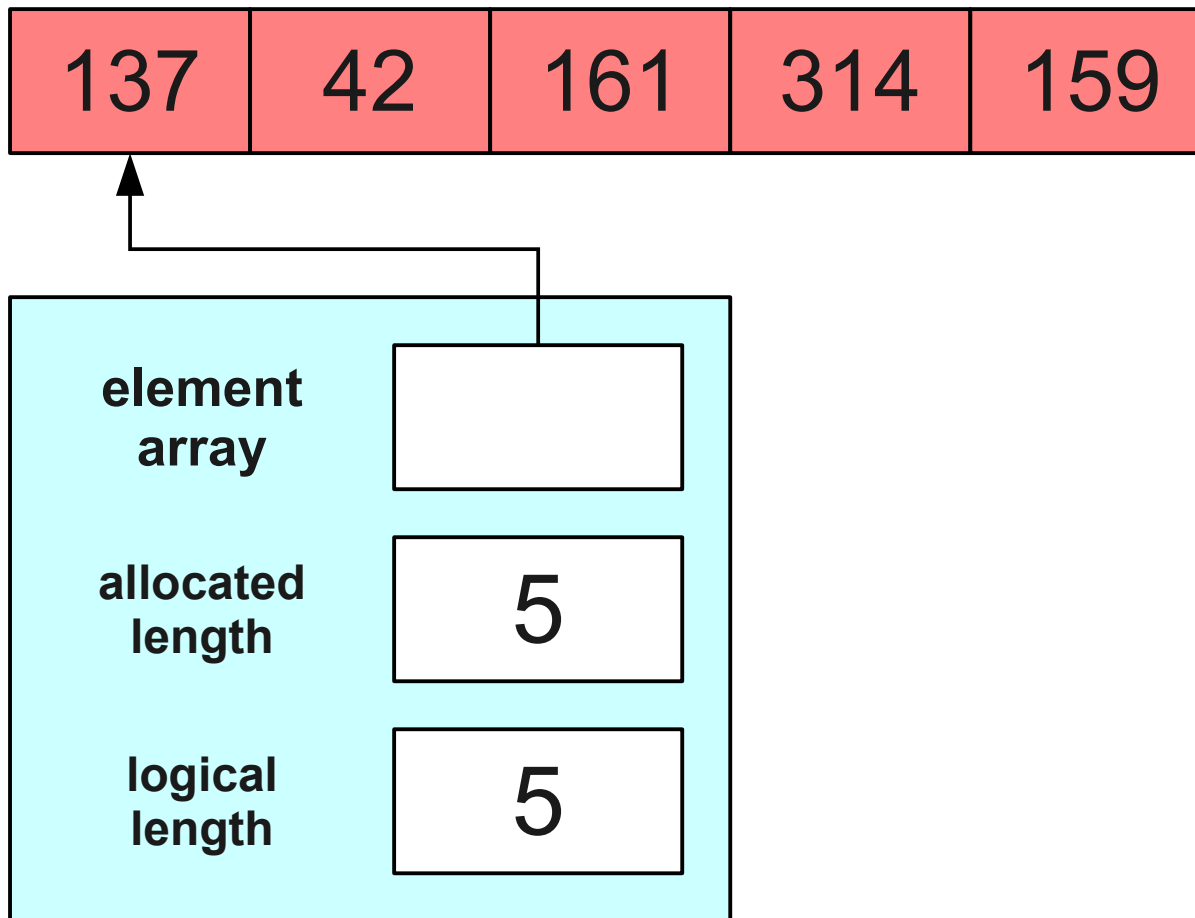 137 42 161 314 159
element
array
allocated
length
5
logical
length
5